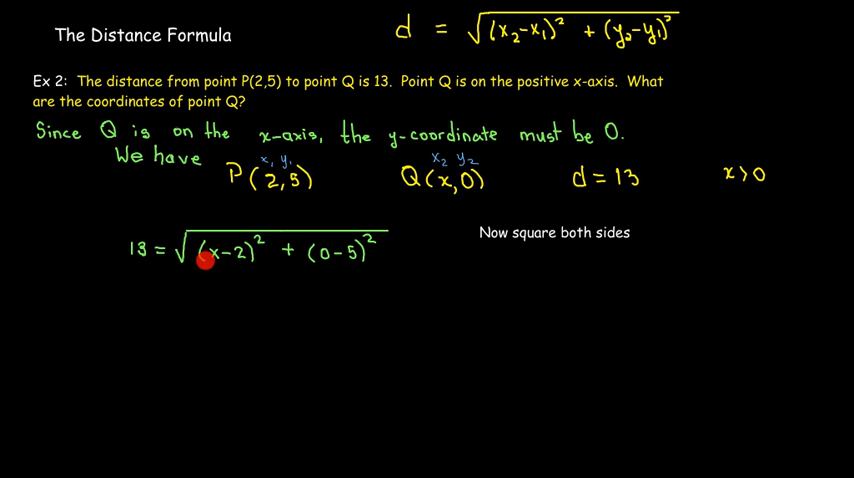 The Distance Formula
d = √(x₂-x₁)² + (y₂-y₁)²
Ex 2: The distance from point P(2,5) to point Q is 13. Point Q is on the positive x-axis. What
are the coordinates of point Q?
Since Q is on the x-axis, the y-coordinate must be 0.
We have
x₁ y₁ x₂ y₂
P(2,5) Q(x,0) d = 13 x>0
13 = √(x-2)² + (0-5)² Now square both sides